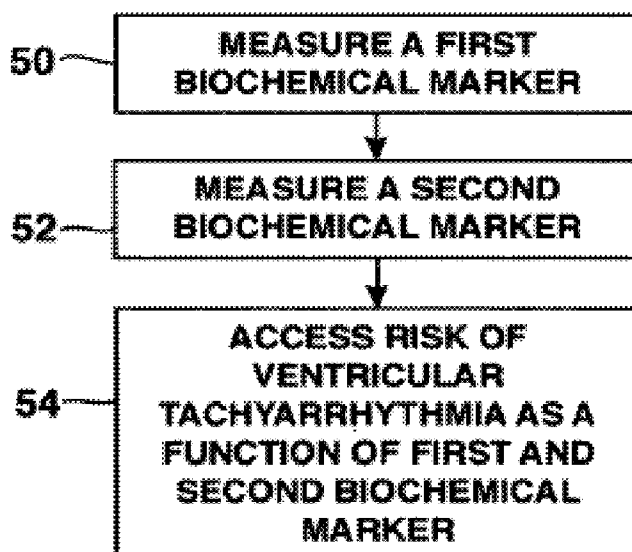 50
MEASURE A FIRST
BIOCHEMICAL MARKER
52
MEASURE A SECOND
BIOCHEMICAL MARKER
54
ACCESS RISK OF
VENTRICULAR
TACHYARRHYTHMIA AS A
FUNCTION OF FIRST AND
SECOND BIOCHEMICAL
MARKER